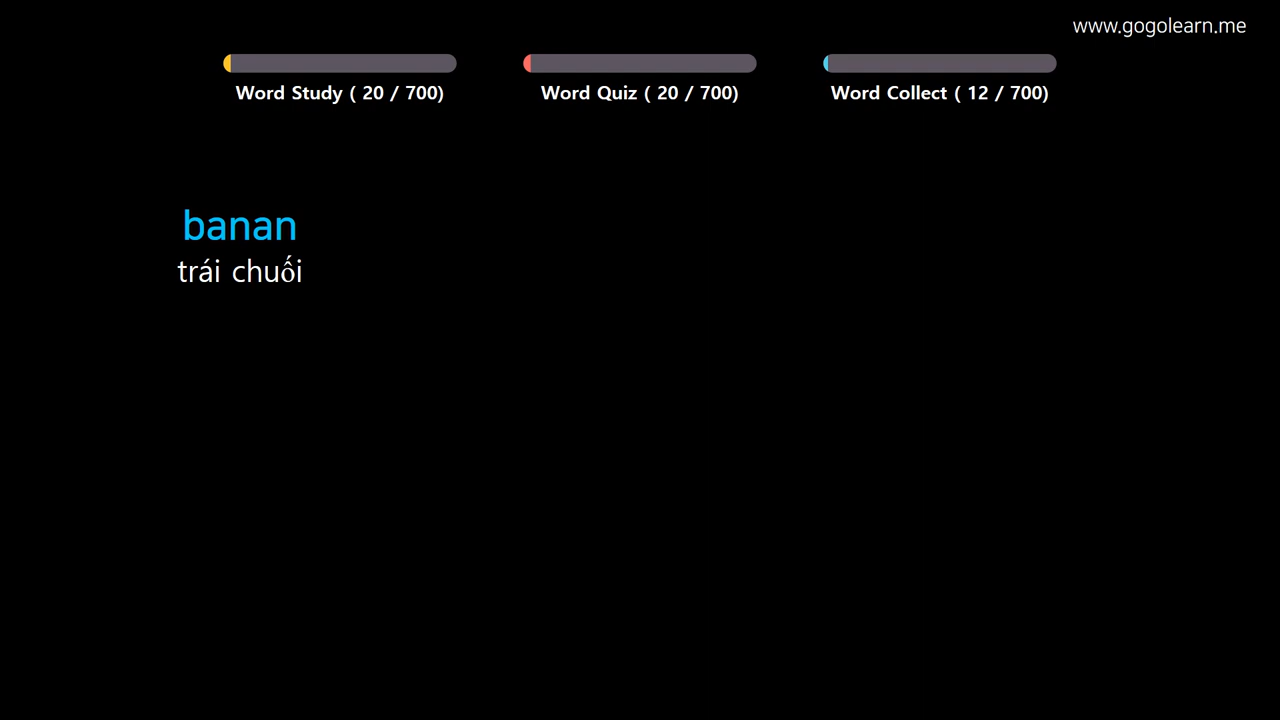 www.gogolearn.me
Word Study ( 20 / 700)
Word Quiz ( 20 / 700)
Word Collect ( 12 / 700)
banan
trái chuối